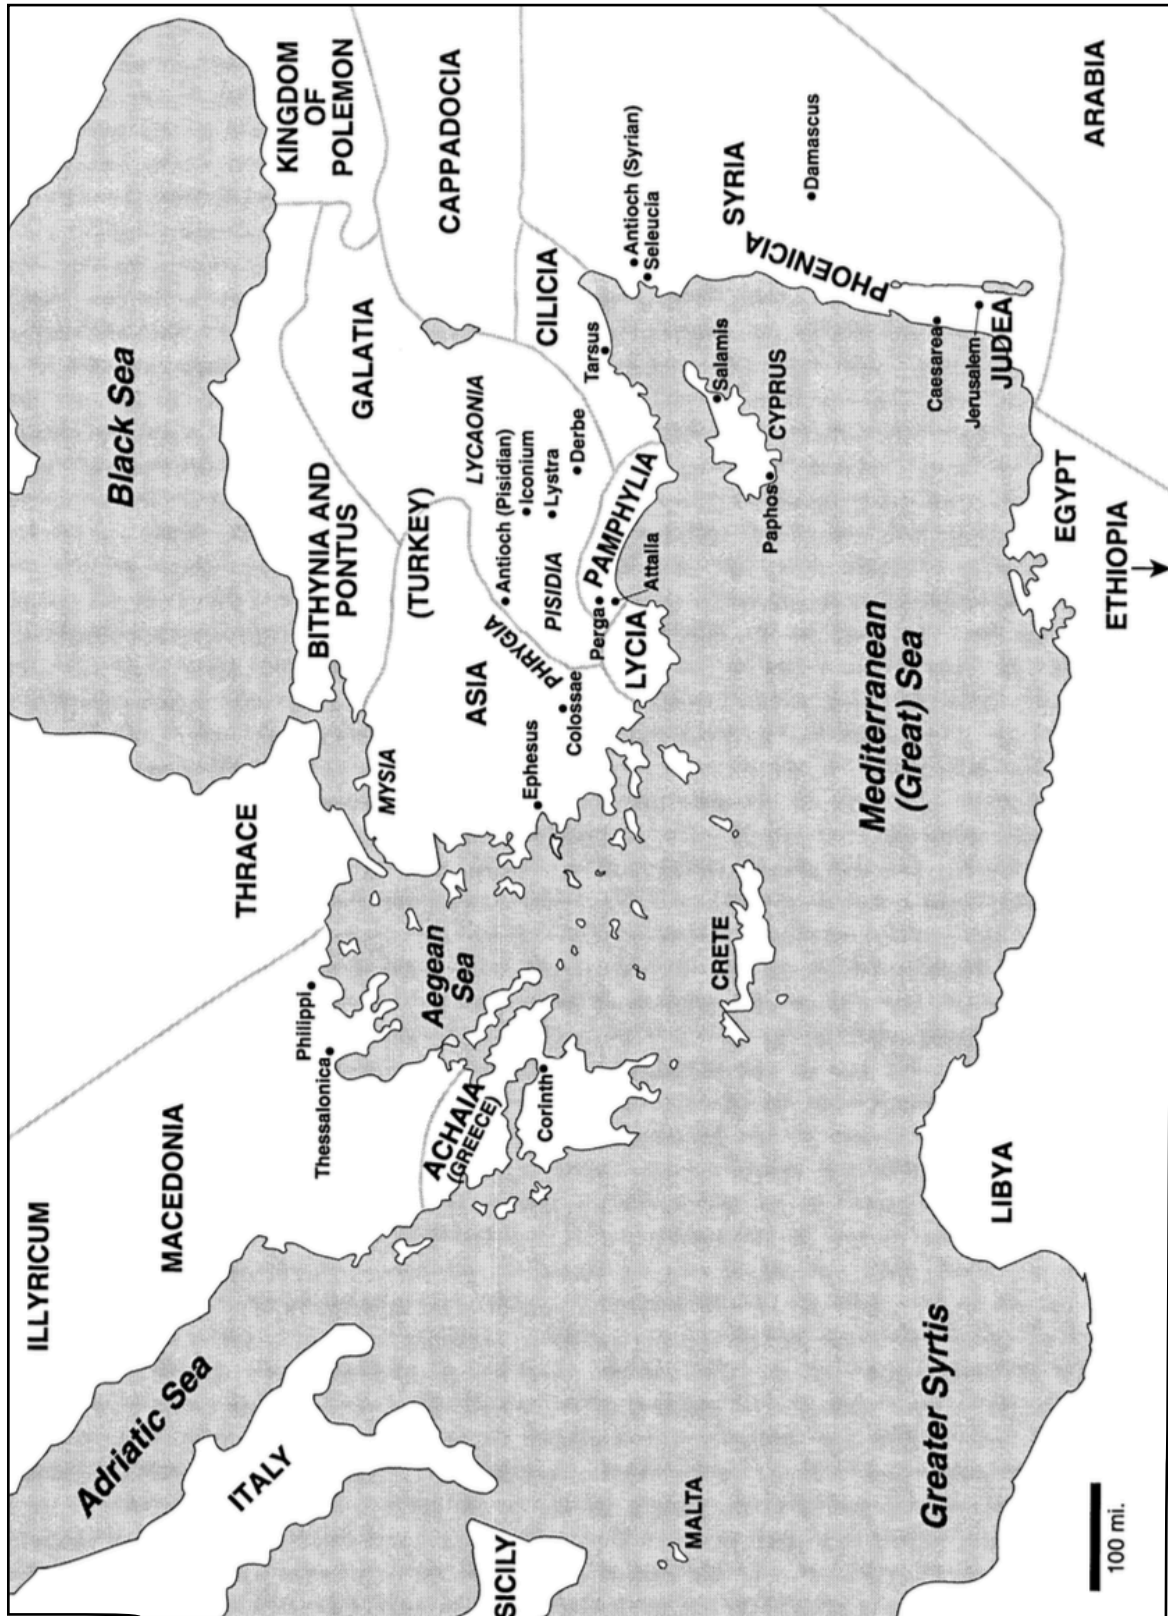 ILLYRICUM
Adriatic Sea
ITALY
SICILY
MALTA
MACEDONIA
THRACE
Black Sea
KINGDOM
OF
POLEMON
Philippi
Thessalonica
Aegean
Sea
ACHAIA
(GREECE)
Corinth
CRETE
BITHYNIA AND
PONTUS
GALATIA
CAPPADOCIA
MYSIA
(TURKEY)
ASIA
PHRYGIA
Ephesus
Colossae
LYCAONIA
Antioch (Pisidian)
Iconium
Lystra
Derbe
PISIDIA
Perga
PAMPHYLIA
Attalia
LYCIA
CILICIA
Tarsus
Antioch (Syrian)
Seleucia
SYRIA
PHOENICIA
Damascus
Salamis
CYPRUS
Paphos
Caesarea
Jerusalem
JUDEA
ARABIA
Mediterranean
(Great) Sea
EGYPT
ETHIOPIA
LIBYA
Greater Syrtis
100 mi.